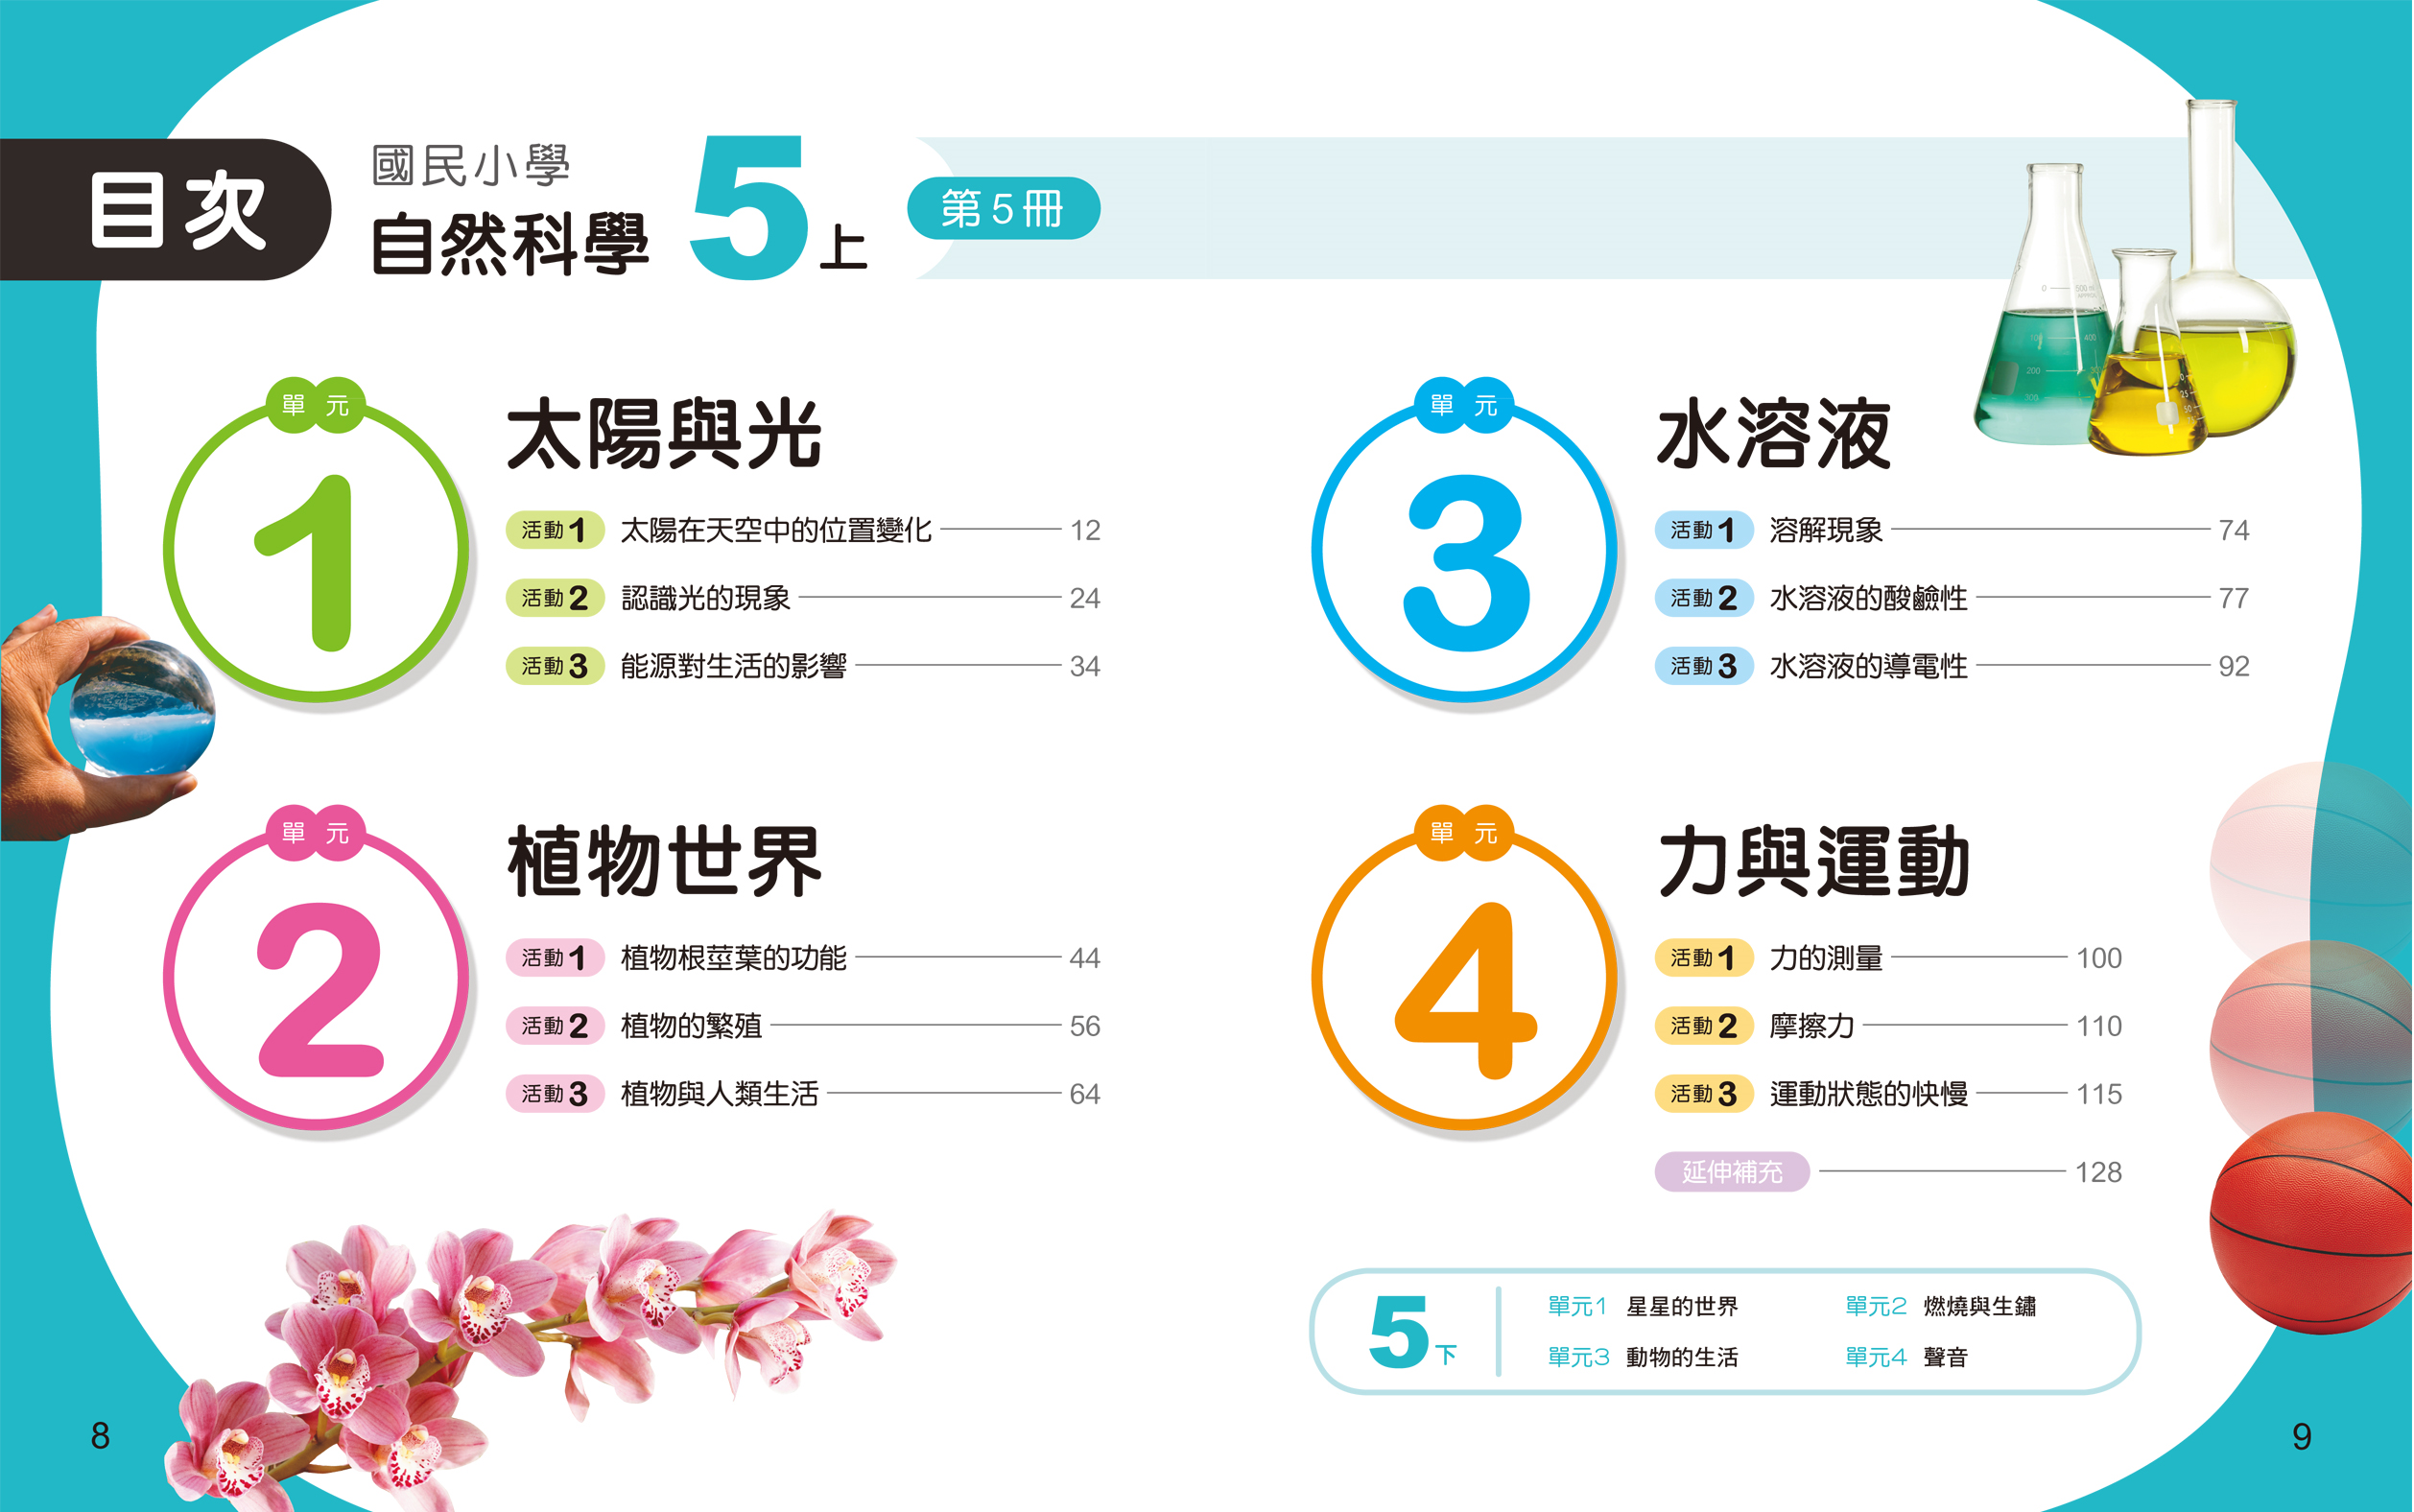 目次
國民小學
自然科學 5上 第5冊
單元 1
太陽與光
活動1 太陽在天空中的位置變化 12
活動2 認識光的現象 24
活動3 能源對生活的影響 34
單元 2
植物世界
活動1 植物根莖葉的功能 44
活動2 植物的繁殖 56
活動3 植物與人類生活 64
8
單元 3
水溶液
活動1 溶解現象 74
活動2 水溶液的酸鹼性 77
活動3 水溶液的導電性 92
單元 4
力與運動
活動1 力的測量 100
活動2 摩擦力 110
活動3 運動狀態的快慢 115
延伸補充 128
5下
單元1 星星的世界 單元2 燃燒與生鏽
單元3 動物的生活 單元4 聲音
9